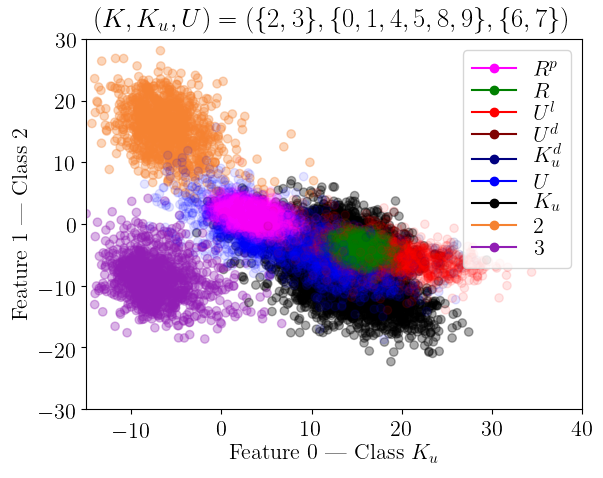 (K, K_u, U) = ({2, 3}, {0, 1, 4, 5, 8, 9}, {6, 7})
30
20
10
0
−10
−20
−30
Feature 1 — Class 2
R^p
R
U^l
U^d
K_u^d
U
K_u
2
3
−10
0
10
20
30
40
Feature 0 — Class K_u